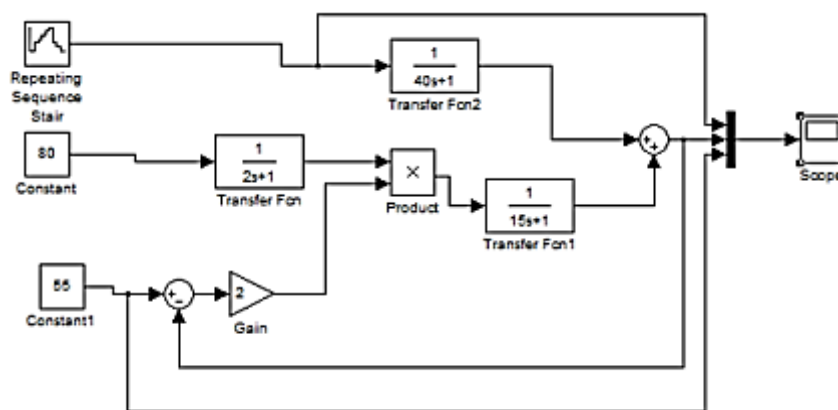 Repeating
Sequence
Stair
1
40s+1
Transfer Fcn2
+
+
80
Constant
1
2s+1
Transfer Fcn
×
Product
1
15s+1
Transfer Fcn1
Scope
55
Constant1
+
−
2
Gain